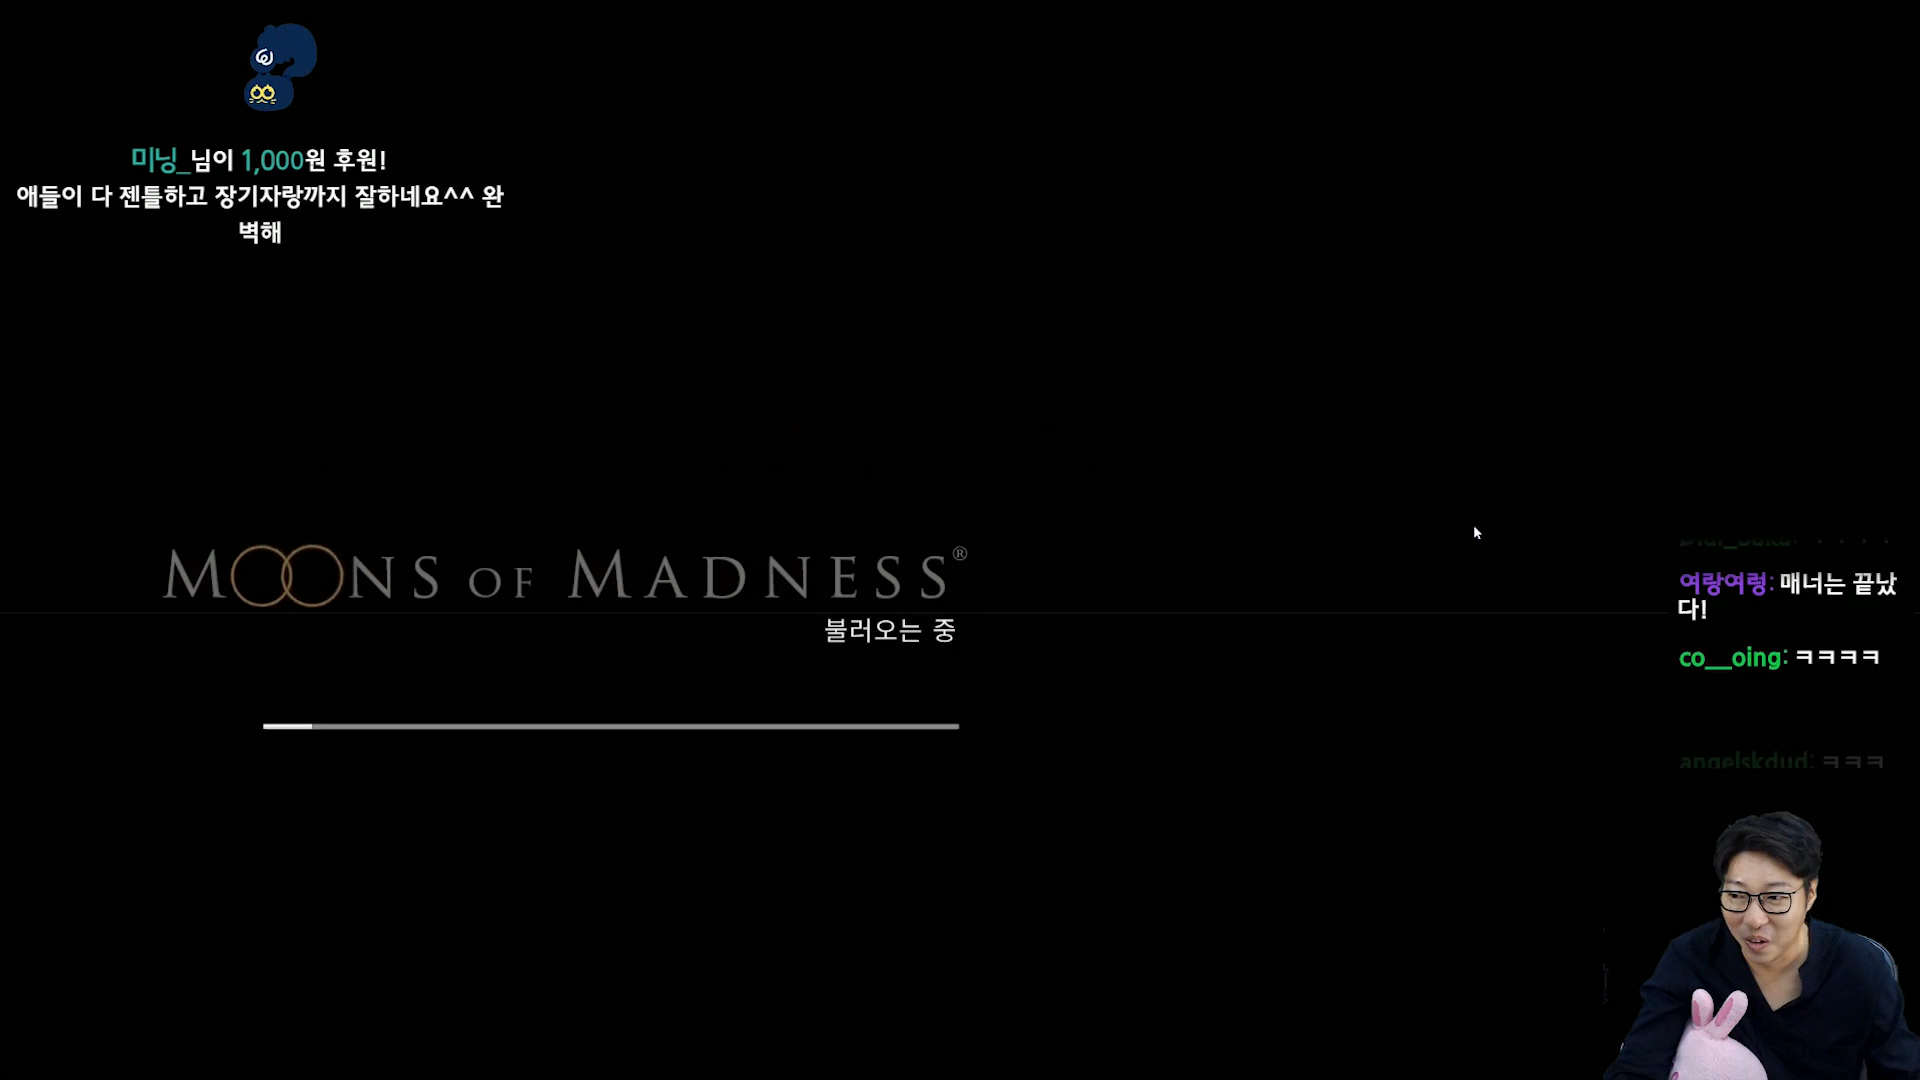 미닝_님이 1,000원 후원!
애들이 다 젠틀하고 장기자랑까지 잘하네요^^ 완
벽해
MOONS OF MADNESS®
불러오는 중
여랑여렁: 매너는 끝났
다!
co__oing: ㅋㅋㅋㅋ
angelskdud: ㅋㅋㅋ